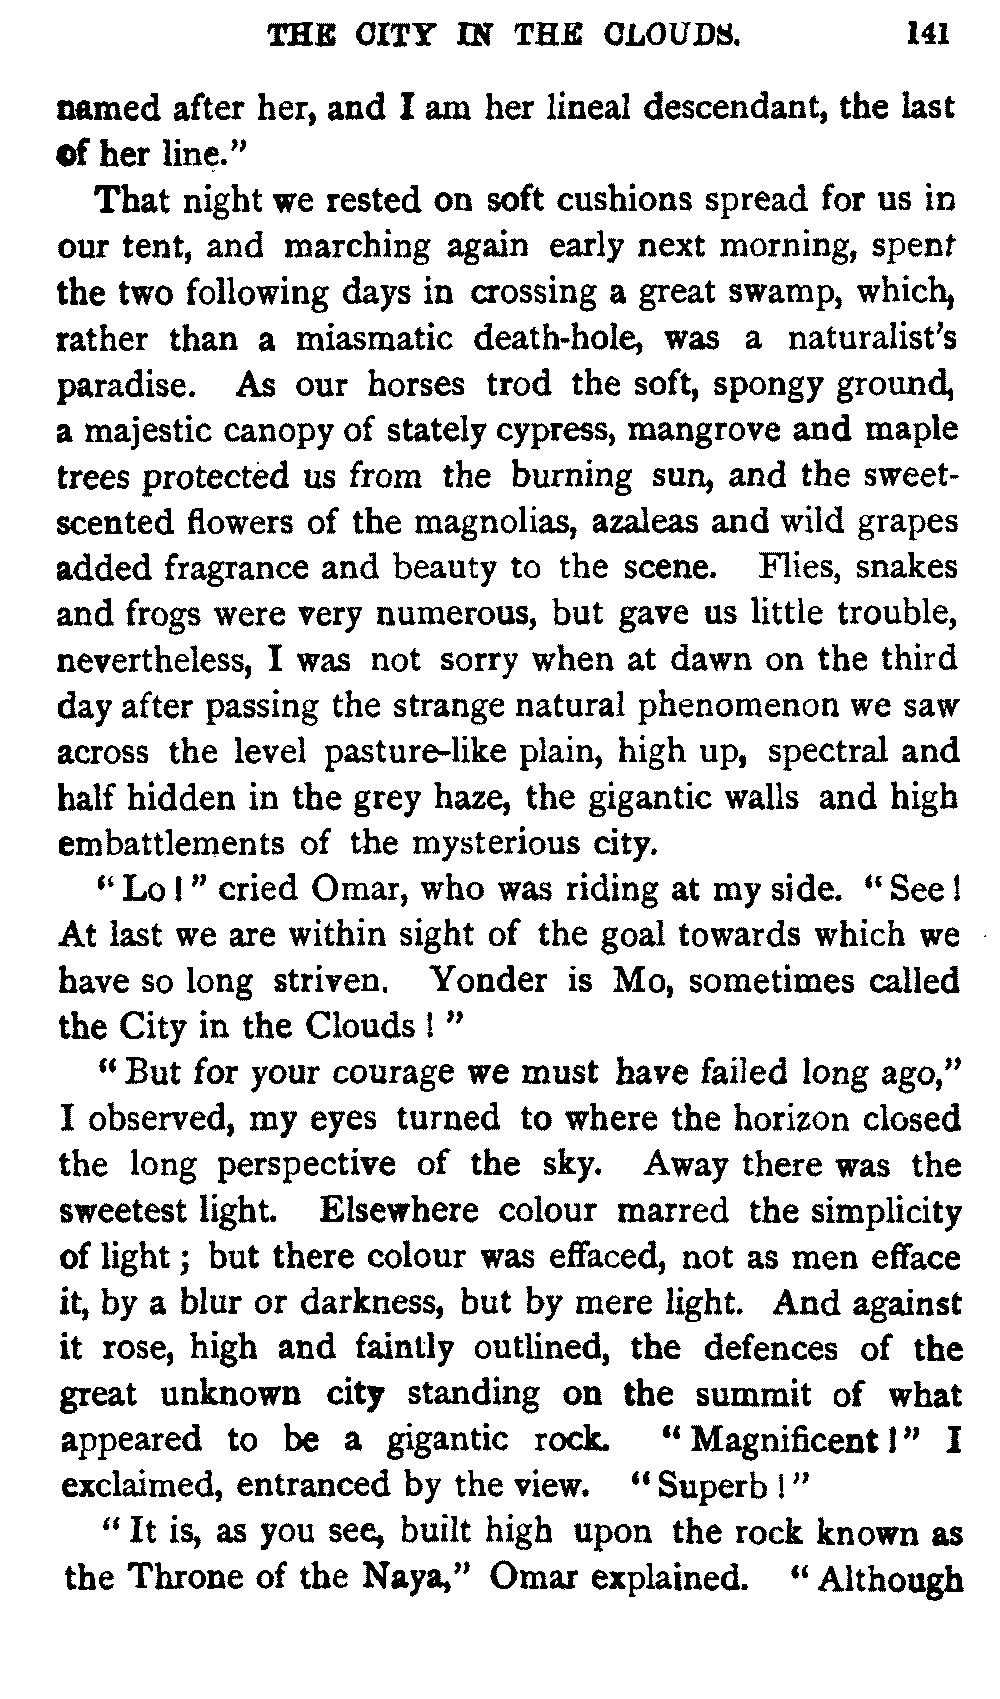 THE CITY IN THE CLOUDS. 141
named after her, and I am her lineal descendant, the last
of her line."
That night we rested on soft cushions spread for us in
our tent, and marching again early next morning, spent
the two following days in crossing a great swamp, which,
rather than a miasmatic death-hole, was a naturalist's
paradise. As our horses trod the soft, spongy ground,
a majestic canopy of stately cypress, mangrove and maple
trees protected us from the burning sun, and the sweet-
scented flowers of the magnolias, azaleas and wild grapes
added fragrance and beauty to the scene. Flies, snakes
and frogs were very numerous, but gave us little trouble,
nevertheless, I was not sorry when at dawn on the third
day after passing the strange natural phenomenon we saw
across the level pasture-like plain, high up, spectral and
half hidden in the grey haze, the gigantic walls and high
embattlements of the mysterious city.
"Lo!" cried Omar, who was riding at my side. "See!
At last we are within sight of the goal towards which we
have so long striven. Yonder is Mo, sometimes called
the City in the Clouds!"
"But for your courage we must have failed long ago,"
I observed, my eyes turned to where the horizon closed
the long perspective of the sky. Away there was the
sweetest light. Elsewhere colour marred the simplicity
of light; but there colour was effaced, not as men efface
it, by a blur or darkness, but by mere light. And against
it rose, high and faintly outlined, the defences of the
great unknown city standing on the summit of what
appeared to be a gigantic rock. "Magnificent!" I
exclaimed, entranced by the view. "Superb!"
"It is, as you see, built high upon the rock known as
the Throne of the Naya," Omar explained. "Although